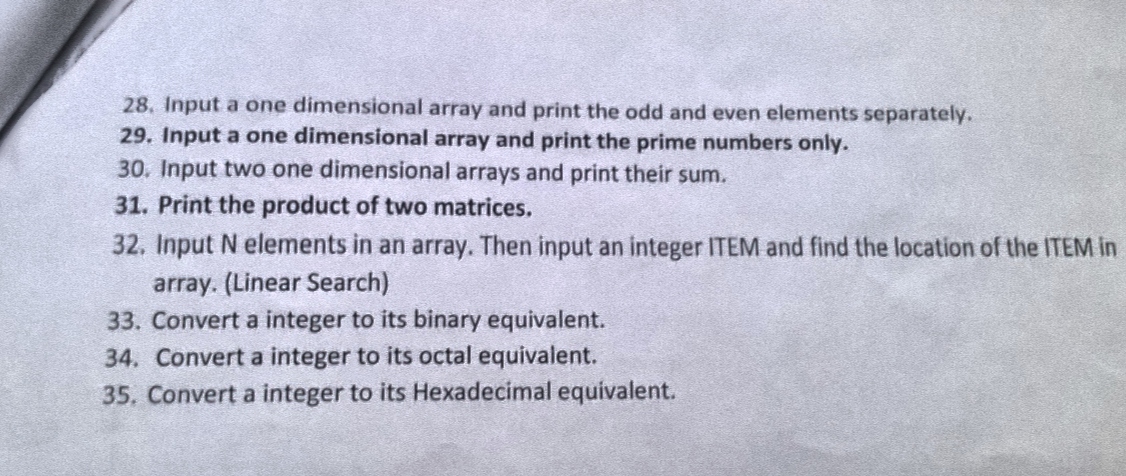 28. Input a one dimensional array and print the odd and even elements separately.
29. Input a one dimensional array and print the prime numbers only.
30. Input two one dimensional arrays and print their sum.
31. Print the product of two matrices.
32. Input N elements in an array. Then input an integer ITEM and find the location of the ITEM in
array. (Linear Search)
33. Convert a integer to its binary equivalent.
34. Convert a integer to its octal equivalent.
35. Convert a integer to its Hexadecimal equivalent.